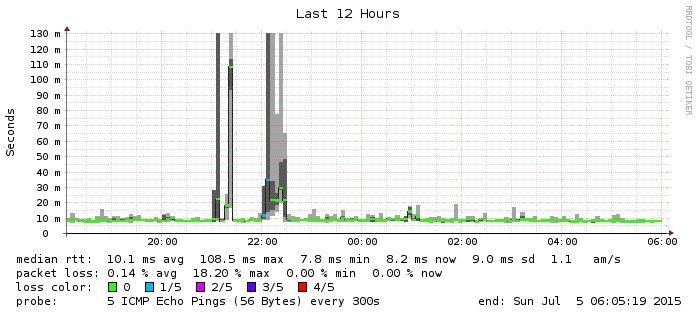 Last 12 Hours
RRDTOOL / TOBI OETIKER
Seconds
130 m
120 m
110 m
100 m
90 m
80 m
70 m
60 m
50 m
40 m
30 m
20 m
10 m
0
20:00 22:00 00:00 02:00 04:00 06:00
median rtt: 10.1 ms avg 108.5 ms max 7.8 ms min 8.2 ms now 9.0 ms sd 1.1 am/s
packet loss: 0.14 % avg 18.20 % max 0.00 % min 0.00 % now
loss color: 0 1/5 2/5 3/5 4/5
probe: 5 ICMP Echo Pings (56 Bytes) every 300s end: Sun Jul 5 06:05:19 2015